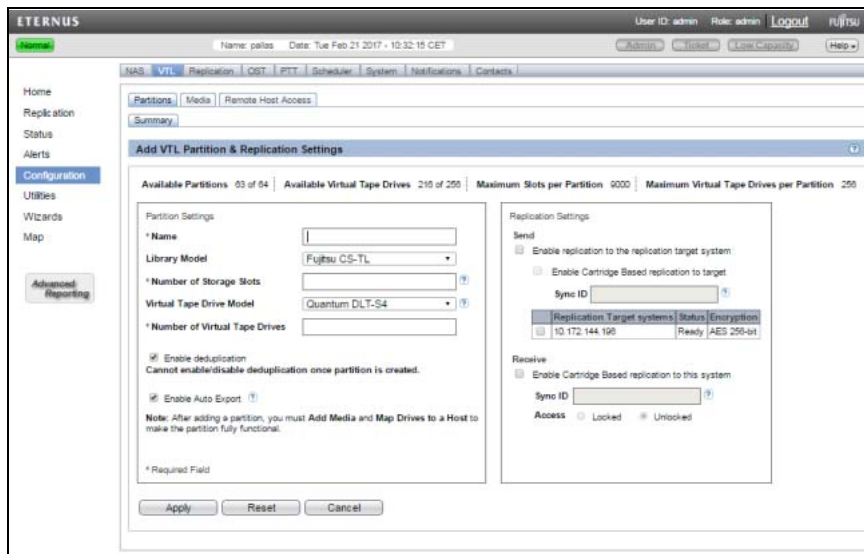 ETERNUS
User ID: admin Role: admin Logout FUJITSU
Normal Name: pallas Date: Tue Feb 21 2017 - 10:32:15 CET Admin Ticket Low Capacity Help
NAS VTL Replication OST PTT Scheduler System Notifications Contacts
Home
Replication
Status
Alerts
Configuration
Utilities
Wizards
Map
Advanced
Reporting
Partitions Media Remote Host Access
Summary
Add VTL Partition & Replication Settings
Available Partitions 63 of 64 Available Virtual Tape Drives 216 of 256 Maximum Slots per Partition 9000 Maximum Virtual Tape Drives per Partition 256
Partition Settings
* Name
Library Model Fujitsu CS-TL
* Number of Storage Slots
Virtual Tape Drive Model Quantum DLT-S4
* Number of Virtual Tape Drives
Enable deduplication
Cannot enable/disable deduplication once partition is created.
Enable Auto Export
Note: After adding a partition, you must Add Media and Map Drives to a Host to
make the partition fully functional.
* Required Field
Replication Settings
Send
Enable replication to the replication target system
Enable Cartridge Based replication to target
Sync ID
Replication Target systems Status Encryption
10.172.144.196 Ready AES 256-bit
Receive
Enable Cartridge Based replication to this system
Sync ID
Access Locked Unlocked
Apply Reset Cancel